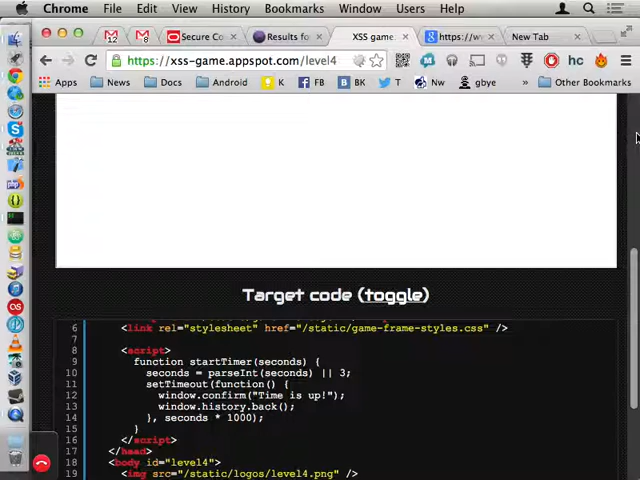 Chrome File Edit View History Bookmarks Window Users Help
12 8 Secure Co Results for XSS game. https://ww New Tab
https://xss-game.appspot.com/level4
Apps News Docs Android K FB BK T Nw gbye » Other Bookmarks
Target code (toggle)
6 <link rel="stylesheet" href="/static/game-frame-styles.css" />
7
8 <script>
9 function startTimer(seconds) {
10 seconds = parseInt(seconds) || 3;
11 setTimeout(function() {
12 window.confirm("Time is up!");
13 window.history.back();
14 }, seconds * 1000);
15 }
16 </script>
17 </head>
18 <body id="level4">
19 <img src="/static/logos/level4.png" />